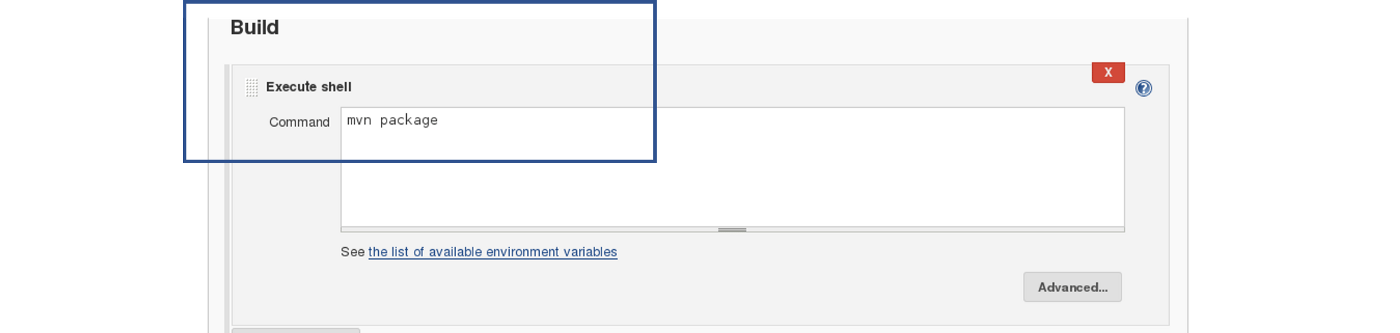 Build
Execute shell
X
?
Command
mvn package
See the list of available environment variables
Advanced...